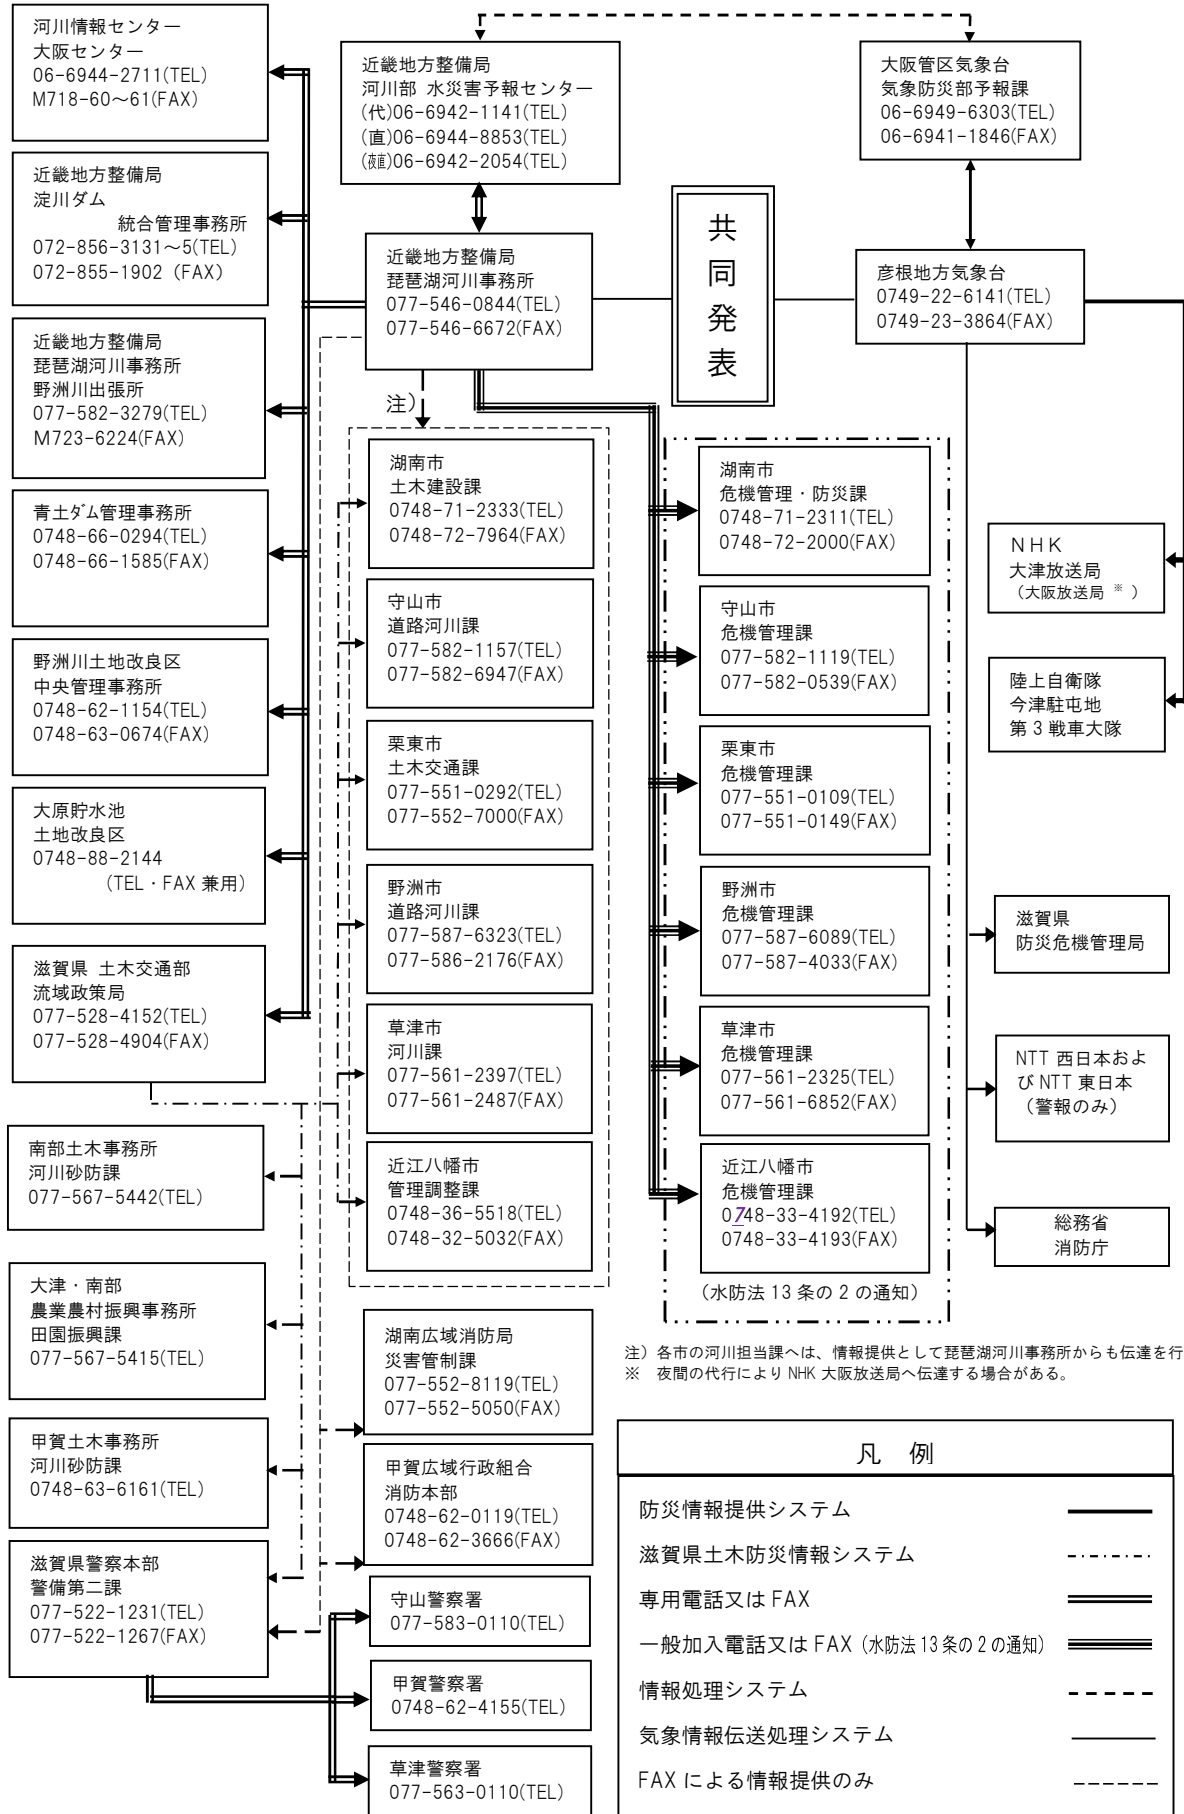 河川情報センター
大阪センター
06-6944-2711(TEL)
M718-60～61(FAX)
近畿地方整備局
河川部 水災害予報センター
(代)06-6942-1141(TEL)
(直)06-6944-8853(TEL)
(夜直)06-6942-2054(TEL)
大阪管区気象台
気象防災部予報課
06-6949-6303(TEL)
06-6941-1846(FAX)
近畿地方整備局
淀川ダム
統合管理事務所
072-856-3131～5(TEL)
072-855-1902 (FAX)
近畿地方整備局
琵琶湖河川事務所
077-546-0844(TEL)
077-546-6672(FAX)
共同発表
彦根地方気象台
0749-22-6141(TEL)
0749-23-3864(FAX)
近畿地方整備局
琵琶湖河川事務所
野洲川出張所
077-582-3279(TEL)
M723-6224(FAX)
青土ダム管理事務所
0748-66-0294(TEL)
0748-66-1585(FAX)
野洲川土地改良区
中央管理事務所
0748-62-1154(TEL)
0748-63-0674(FAX)
大原貯水池
土地改良区
0748-88-2144
（TEL・FAX 兼用）
滋賀県 土木交通部
流域政策局
077-528-4152(TEL)
077-528-4904(FAX)
南部土木事務所
河川砂防課
077-567-5442(TEL)
大津・南部
農業農村振興事務所
田園振興課
077-567-5415(TEL)
甲賀土木事務所
河川砂防課
0748-63-6161(TEL)
滋賀県警察本部
警備第二課
077-522-1231(TEL)
077-522-1267(FAX)
注）
湖南市
土木建設課
0748-71-2333(TEL)
0748-72-7964(FAX)
守山市
道路河川課
077-582-1157(TEL)
077-582-6947(FAX)
栗東市
土木交通課
077-551-0292(TEL)
077-552-7000(FAX)
野洲市
道路河川課
077-587-6323(TEL)
077-586-2176(FAX)
草津市
河川課
077-561-2397(TEL)
077-561-2487(FAX)
近江八幡市
管理調整課
0748-36-5518(TEL)
0748-32-5032(FAX)
湖南広域消防局
災害管制課
077-552-8119(TEL)
077-552-5050(FAX)
甲賀広域行政組合
消防本部
0748-62-0119(TEL)
0748-62-3666(FAX)
守山警察署
077-583-0110(TEL)
甲賀警察署
0748-62-4155(TEL)
草津警察署
077-563-0110(TEL)
湖南市
危機管理・防災課
0748-71-2311(TEL)
0748-72-2000(FAX)
守山市
危機管理課
077-582-1119(TEL)
077-582-0539(FAX)
栗東市
危機管理課
077-551-0109(TEL)
077-551-0149(FAX)
野洲市
危機管理課
077-587-6089(TEL)
077-587-4033(FAX)
草津市
危機管理課
077-561-2325(TEL)
077-561-6852(FAX)
近江八幡市
危機管理課
0748-33-4192(TEL)
0748-33-4193(FAX)
（水防法 13 条の 2 の通知）
ＮＨＫ
大津放送局
（大阪放送局 ※ ）
陸上自衛隊
今津駐屯地
第 3 戦車大隊
滋賀県
防災危機管理局
NTT 西日本およ
び NTT 東日本
（警報のみ）
総務省
消防庁
注）各市の河川担当課へは、情報提供として琵琶湖河川事務所からも伝達を行
※ 夜間の代行により NHK 大阪放送局へ伝達する場合がある。
凡 例
防災情報提供システム
滋賀県土木防災情報システム
専用電話又は FAX
一般加入電話又は FAX（水防法 13 条の 2 の通知）
情報処理システム
気象情報伝送処理システム
FAX による情報提供のみ